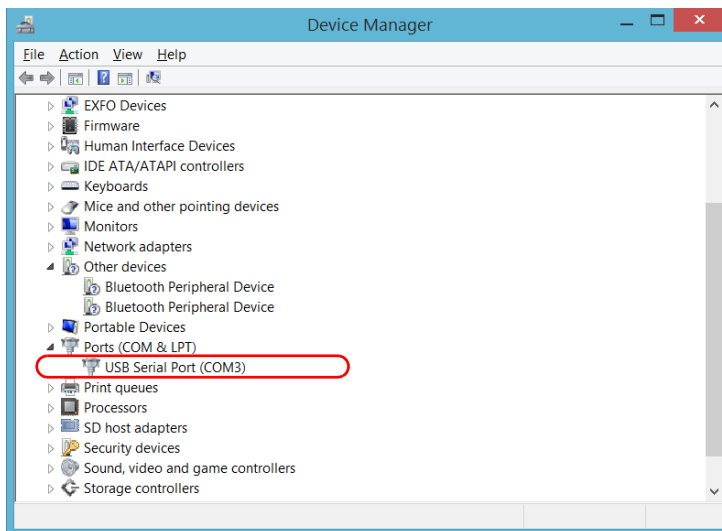 Device Manager
File Action View Help
EXFO Devices
Firmware
Human Interface Devices
IDE ATA/ATAPI controllers
Keyboards
Mice and other pointing devices
Monitors
Network adapters
Other devices
Bluetooth Peripheral Device
Bluetooth Peripheral Device
Portable Devices
Ports (COM & LPT)
USB Serial Port (COM3)
Print queues
Processors
SD host adapters
Security devices
Sound, video and game controllers
Storage controllers